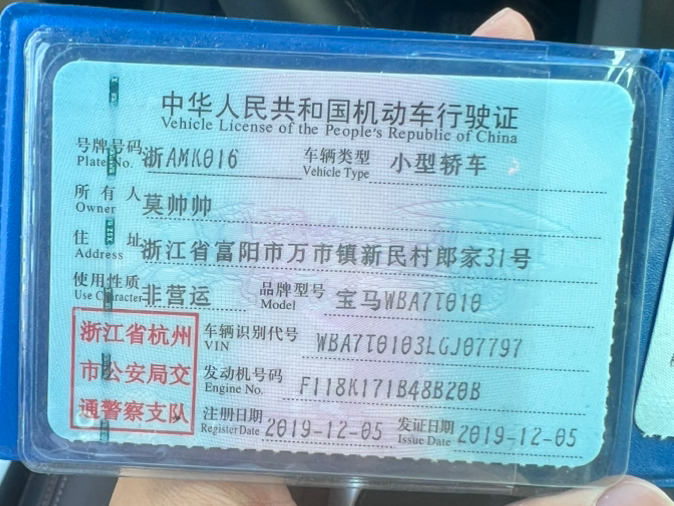 中华人民共和国机动车行驶证
Vehicle License of the People's Republic of China
号牌号码 Plate No. 浙AMK016 车辆类型 Vehicle Type 小型轿车
所有人 Owner 莫帅帅
住址 Address 浙江省富阳市万市镇新民村郎家31号
使用性质 Use Character 非营运 品牌型号 Model 宝马WBA7T010
浙江省杭州市公安局交通警察支队
车辆识别代号 VIN WBA7T0103LGJ07797
发动机号码 Engine No. F118K171B48B20B
注册日期 Register Date 2019-12-05 发证日期 Issue Date 2019-12-05